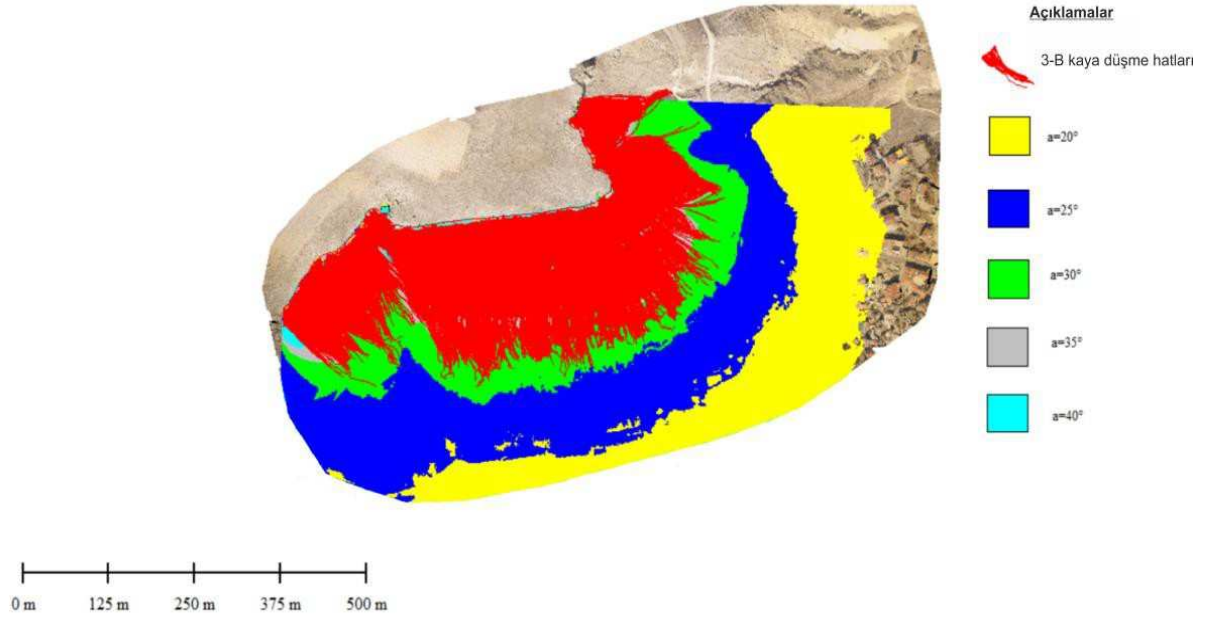 Açıklamalar
3-B kaya düşme hatları
a=20°
a=25°
a=30°
a=35°
a=40°
0 m 125 m 250 m 375 m 500 m